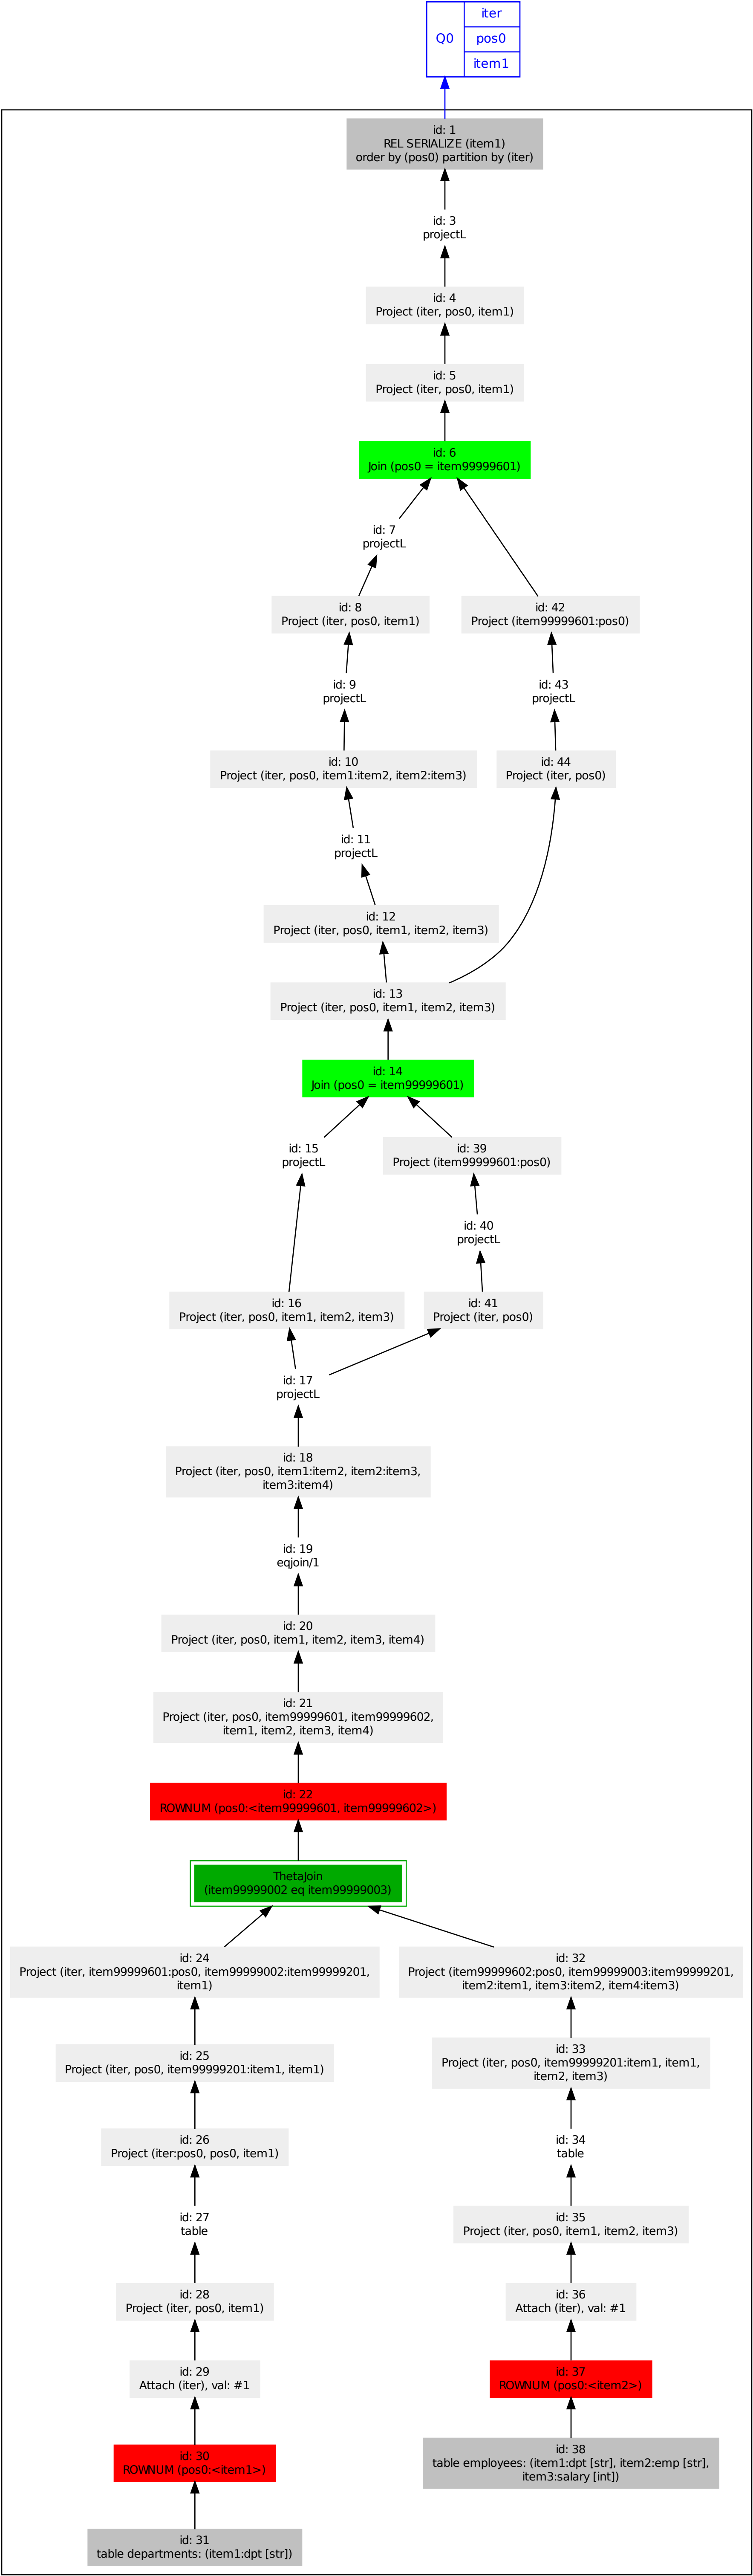 Q0
iter
pos0
item1
id: 1
REL SERIALIZE (item1)
order by (pos0) partition by (iter)
id: 3
projectL
id: 4
Project (iter, pos0, item1)
id: 5
Project (iter, pos0, item1)
id: 6
Join (pos0 = item99999601)
id: 7
projectL
id: 8
Project (iter, pos0, item1)
id: 42
Project (item99999601:pos0)
id: 9
projectL
id: 43
projectL
id: 10
Project (iter, pos0, item1:item2, item2:item3)
id: 44
Project (iter, pos0)
id: 11
projectL
id: 12
Project (iter, pos0, item1, item2, item3)
id: 13
Project (iter, pos0, item1, item2, item3)
id: 14
Join (pos0 = item99999601)
id: 15
projectL
id: 39
Project (item99999601:pos0)
id: 40
projectL
id: 16
Project (iter, pos0, item1, item2, item3)
id: 41
Project (iter, pos0)
id: 17
projectL
id: 18
Project (iter, pos0, item1:item2, item2:item3,
item3:item4)
id: 19
eqjoin/1
id: 20
Project (iter, pos0, item1, item2, item3, item4)
id: 21
Project (iter, pos0, item99999601, item99999602,
item1, item2, item3, item4)
id: 22
ROWNUM (pos0:<item99999601, item99999602>)
ThetaJoin
(item99999002 eq item99999003)
id: 24
Project (iter, item99999601:pos0, item99999002:item99999201,
item1)
id: 32
Project (item99999602:pos0, item99999003:item99999201,
item2:item1, item3:item2, item4:item3)
id: 25
Project (iter, pos0, item99999201:item1, item1)
id: 33
Project (iter, pos0, item99999201:item1, item1,
item2, item3)
id: 26
Project (iter:pos0, pos0, item1)
id: 34
table
id: 27
table
id: 35
Project (iter, pos0, item1, item2, item3)
id: 28
Project (iter, pos0, item1)
id: 36
Attach (iter), val: #1
id: 29
Attach (iter), val: #1
id: 37
ROWNUM (pos0:<item2>)
id: 30
ROWNUM (pos0:<item1>)
id: 38
table employees: (item1:dpt [str], item2:emp [str],
item3:salary [int])
id: 31
table departments: (item1:dpt [str])